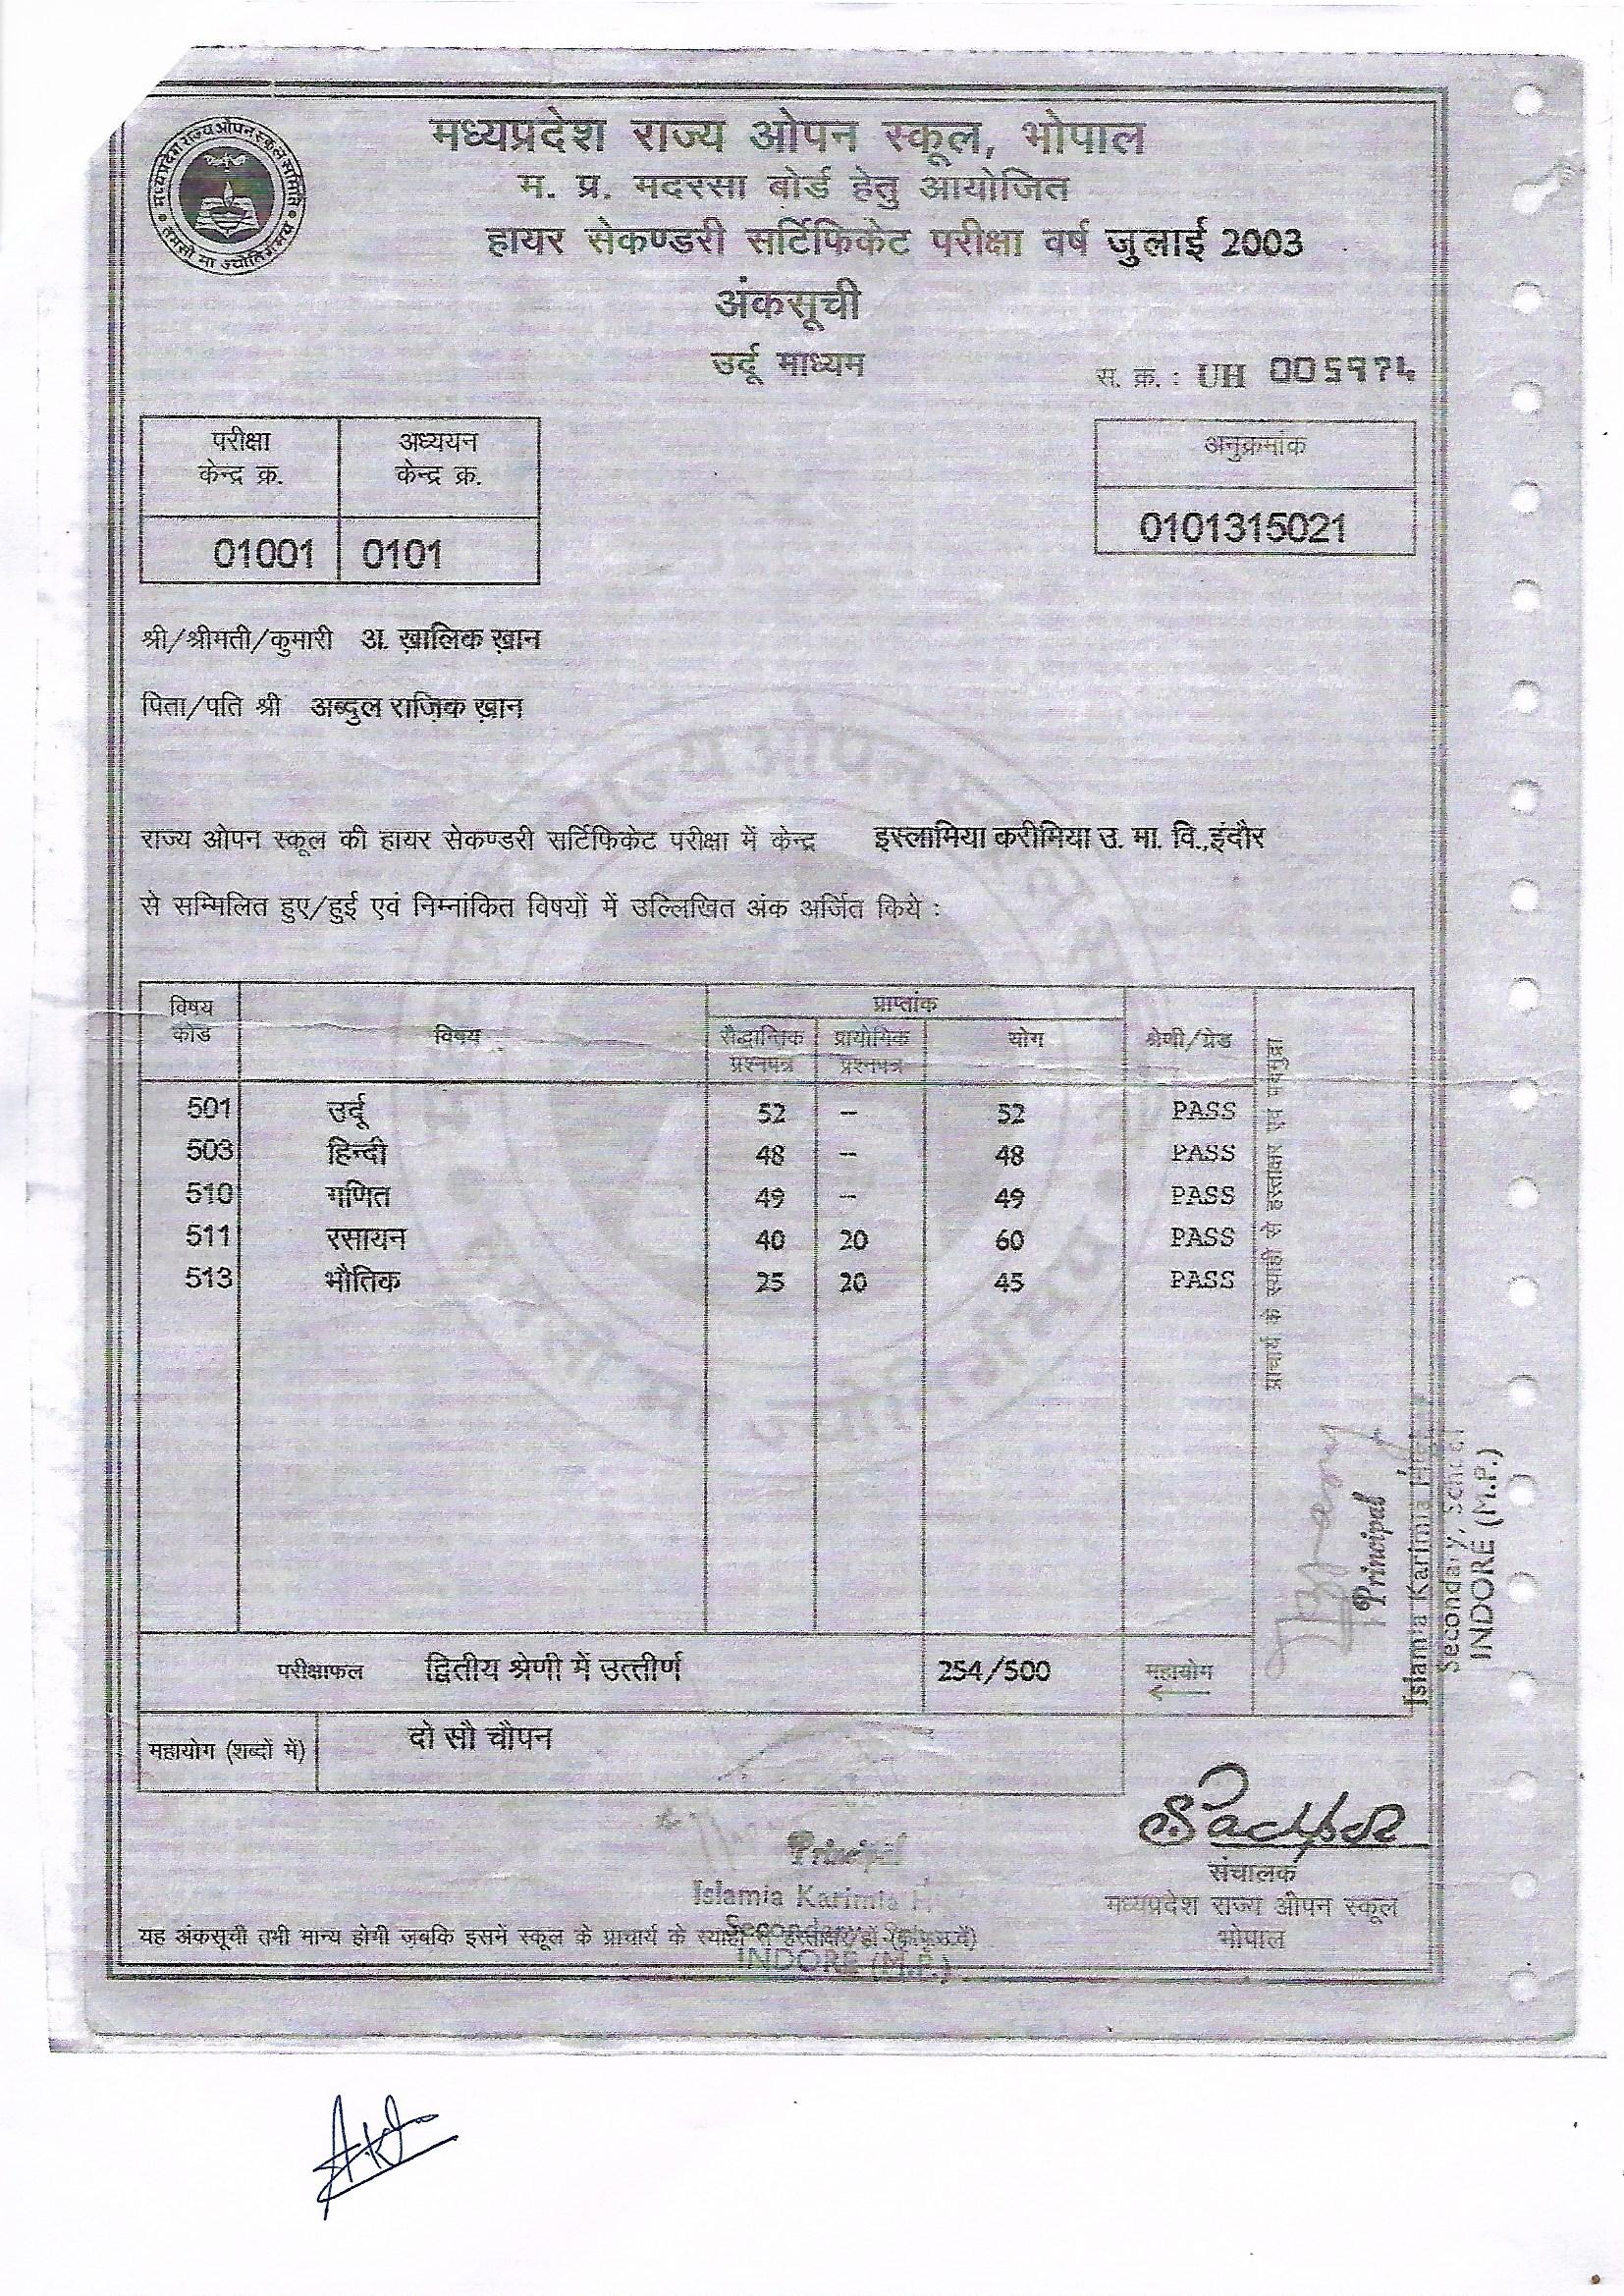 मध्यप्रदेश राज्य ओपन स्कूल, भोपाल
म. प्र. मदरसा बोर्ड हेतु आयोजित
हायर सेकण्डरी सर्टिफिकेट परीक्षा वर्ष जुलाई 2003
अंकसूची
उर्दू माध्यम
स. क्र. : UH 005974
परीक्षा केन्द्र क्र. अध्ययन केन्द्र क्र.
अनुक्रमांक
01001 0101
0101315021
श्री/श्रीमती/कुमारी अ. ख़ालिक ख़ान
पिता/पति श्री अब्दुल राज़िक ख़ान
राज्य ओपन स्कूल की हायर सेकण्डरी सर्टिफिकेट परीक्षा में केन्द्र इस्लामिया करीमिया उ. मा. वि.,इंदौर
से सम्मिलित हुए/हुई एवं निम्नांकित विषयों में उल्लिखित अंक अर्जित किये :
विषय कोड विषय प्राप्तांक श्रेणी/ग्रेड
सैद्धान्तिक प्रश्नपत्र प्रायोगिक प्रश्नपत्र योग
501 उर्दू 52 -- 52 PASS
503 हिन्दी 48 -- 48 PASS
510 गणित 49 -- 49 PASS
511 रसायन 40 20 60 PASS
513 भौतिक 25 20 45 PASS
प्राचार्य के स्याही से हस्ताक्षर एवं पदमुद्रा
Principal
Islamia Karimia
Secondary School
INDORE (M.P.)
परीक्षाफल द्वितीय श्रेणी में उत्तीर्ण 254/500 महायोग
महायोग (शब्दों में) दो सौ चौपन
Principal
Islamia Karimia H
Secondary
INDORE (M.P.)
संचालक
मध्यप्रदेश राज्य ओपन स्कूल
भोपाल
यह अंकसूची तभी मान्य होगी जबकि इसमें स्कूल के प्राचार्य के स्याही से हस्ताक्षर हों